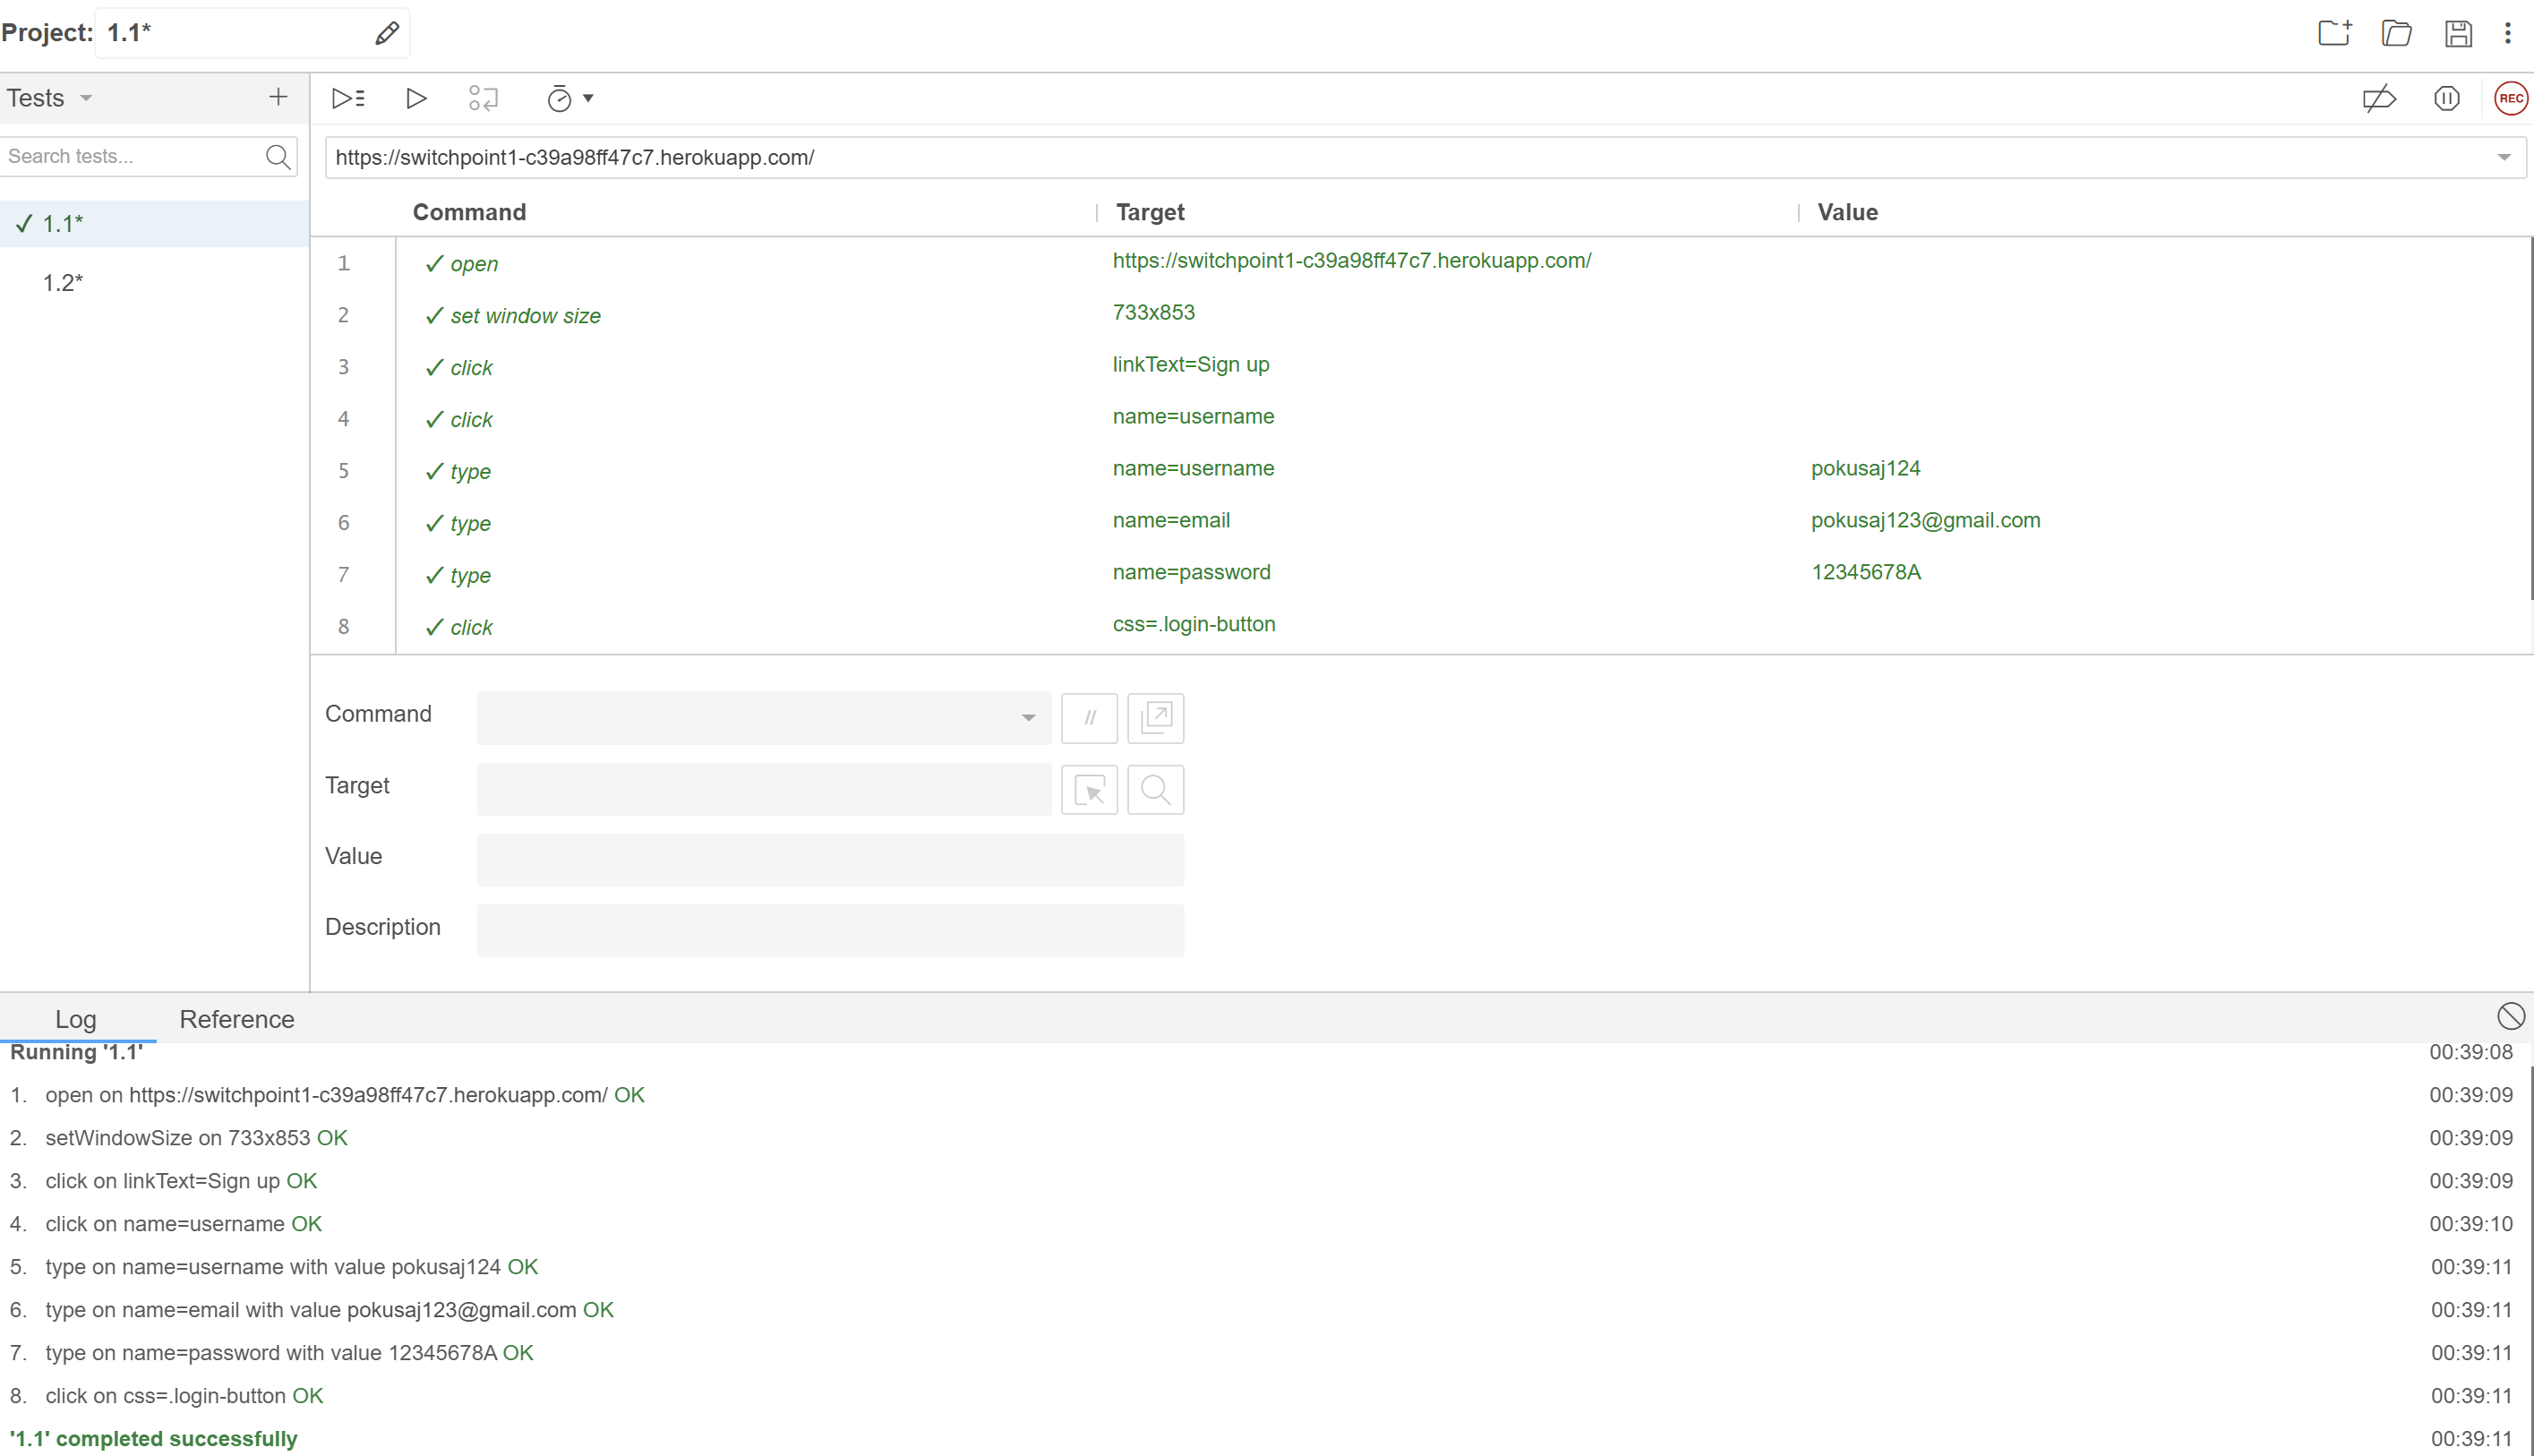 Project: 1.1*
Tests
REC
Search tests...
https://switchpoint1-c39a98ff47c7.herokuapp.com/
✓ 1.1*
1.2*
Command Target Value
1 ✓ open https://switchpoint1-c39a98ff47c7.herokuapp.com/
2 ✓ set window size 733x853
3 ✓ click linkText=Sign up
4 ✓ click name=username
5 ✓ type name=username pokusaj124
6 ✓ type name=email pokusaj123@gmail.com
7 ✓ type name=password 12345678A
8 ✓ click css=.login-button
Command //
Target
Value
Description
Log Reference
Running '1.1' 00:39:08
1. open on https://switchpoint1-c39a98ff47c7.herokuapp.com/ OK 00:39:09
2. setWindowSize on 733x853 OK 00:39:09
3. click on linkText=Sign up OK 00:39:09
4. click on name=username OK 00:39:10
5. type on name=username with value pokusaj124 OK 00:39:11
6. type on name=email with value pokusaj123@gmail.com OK 00:39:11
7. type on name=password with value 12345678A OK 00:39:11
8. click on css=.login-button OK 00:39:11
'1.1' completed successfully 00:39:11